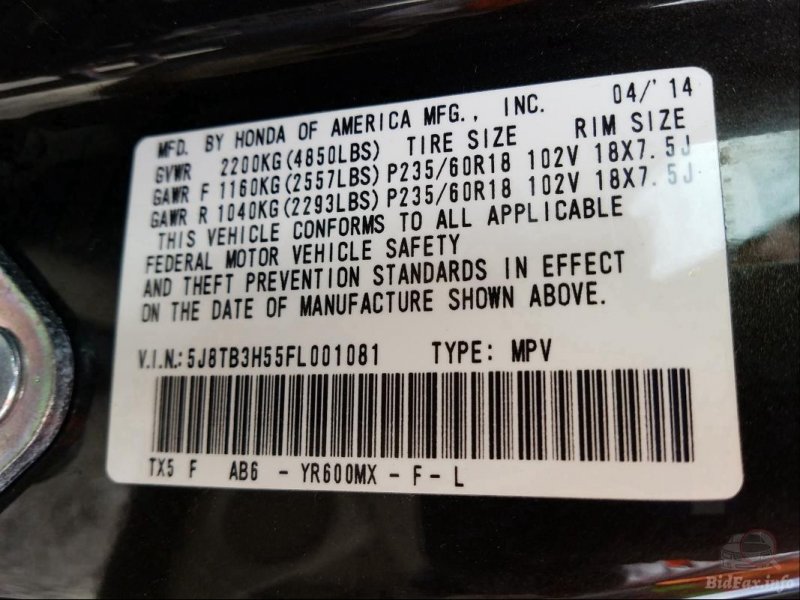 MFD. BY HONDA OF AMERICA MFG., INC. 04/'14
GVWR 2200KG(4850LBS) TIRE SIZE RIM SIZE
GAWR F 1160KG(2557LBS) P235/60R18 102V 18X7.5J
GAWR R 1040KG(2293LBS) P235/60R18 102V 18X7.5J
THIS VEHICLE CONFORMS TO ALL APPLICABLE
FEDERAL MOTOR VEHICLE SAFETY
AND THEFT PREVENTION STANDARDS IN EFFECT
ON THE DATE OF MANUFACTURE SHOWN ABOVE.
V.I.N.: 5J8TB3H55FL001081 TYPE: MPV
TX5 F AB6 - YR600MX - F - L
BidFax.info